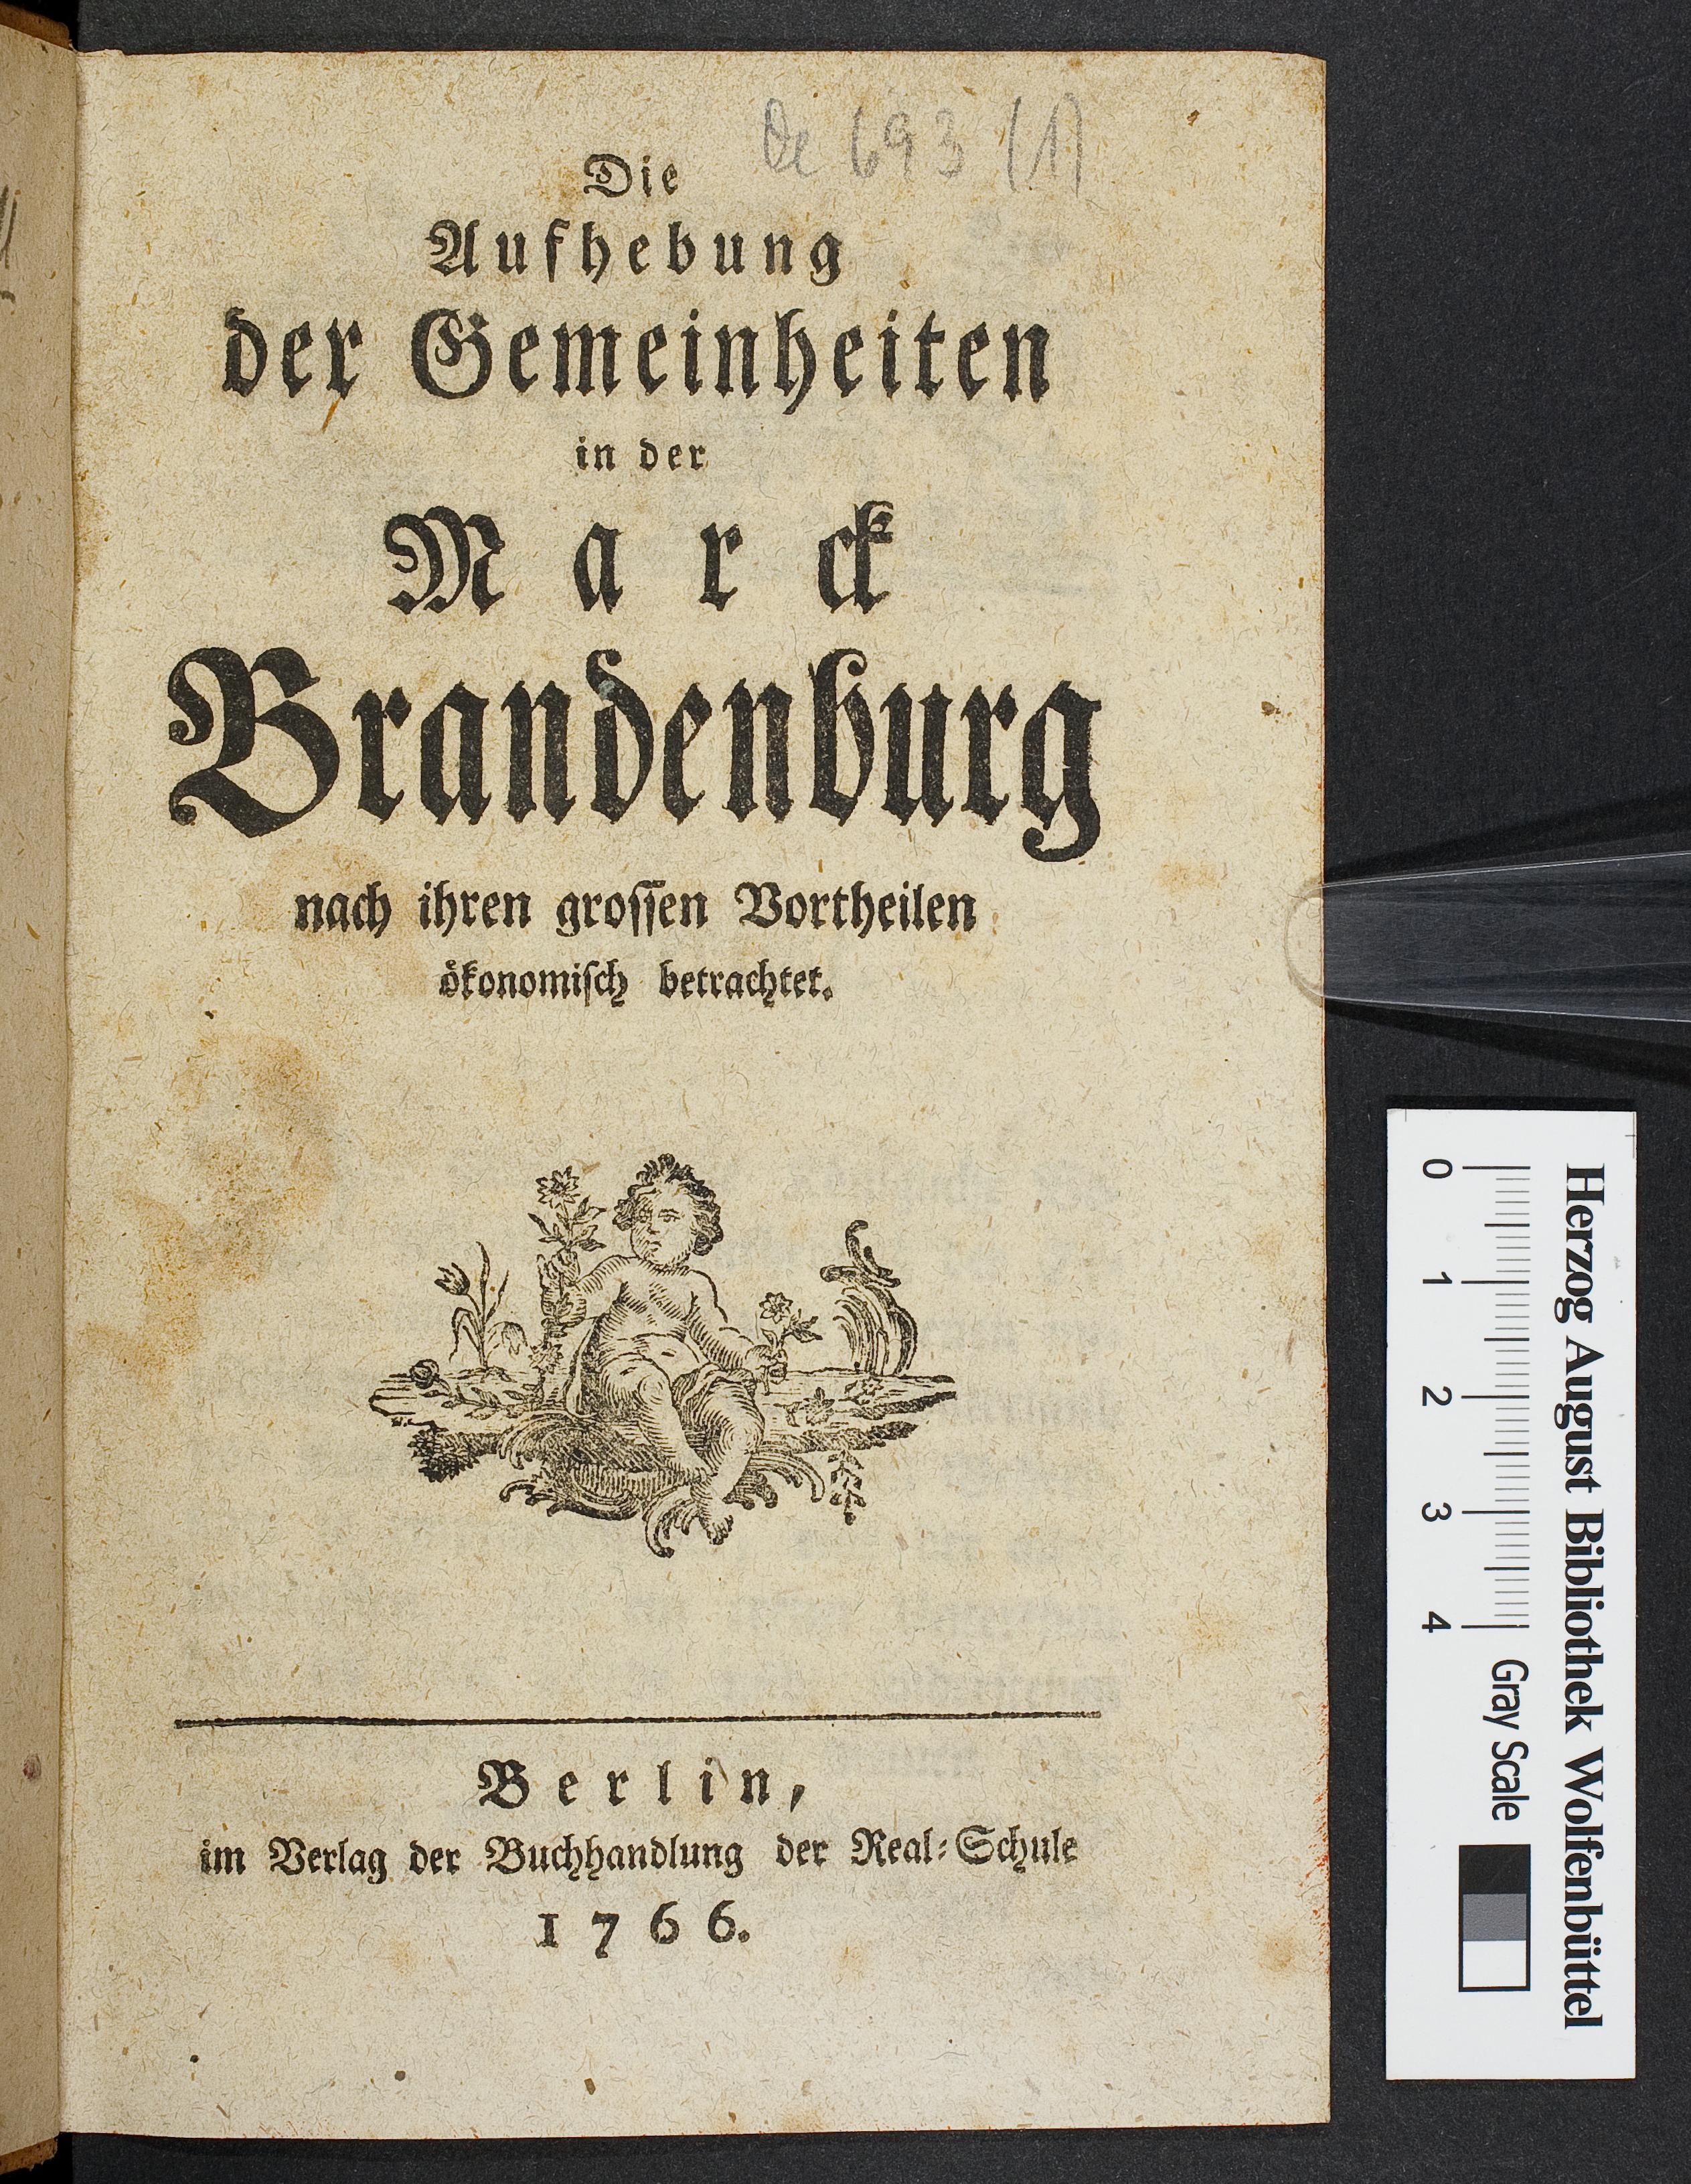 De 693 (1)
Die
Aufhebung
der Gemeinheiten
in der
Marck
Brandenburg
nach ihren grossen Vortheilen
ökonomisch betrachtet.
Berlin,
im Verlag der Buchhandlung der Real-Schule
1766.
Herzog August Bibliothek Wolfenbüttel
0 1 2 3 4 Gray Scale